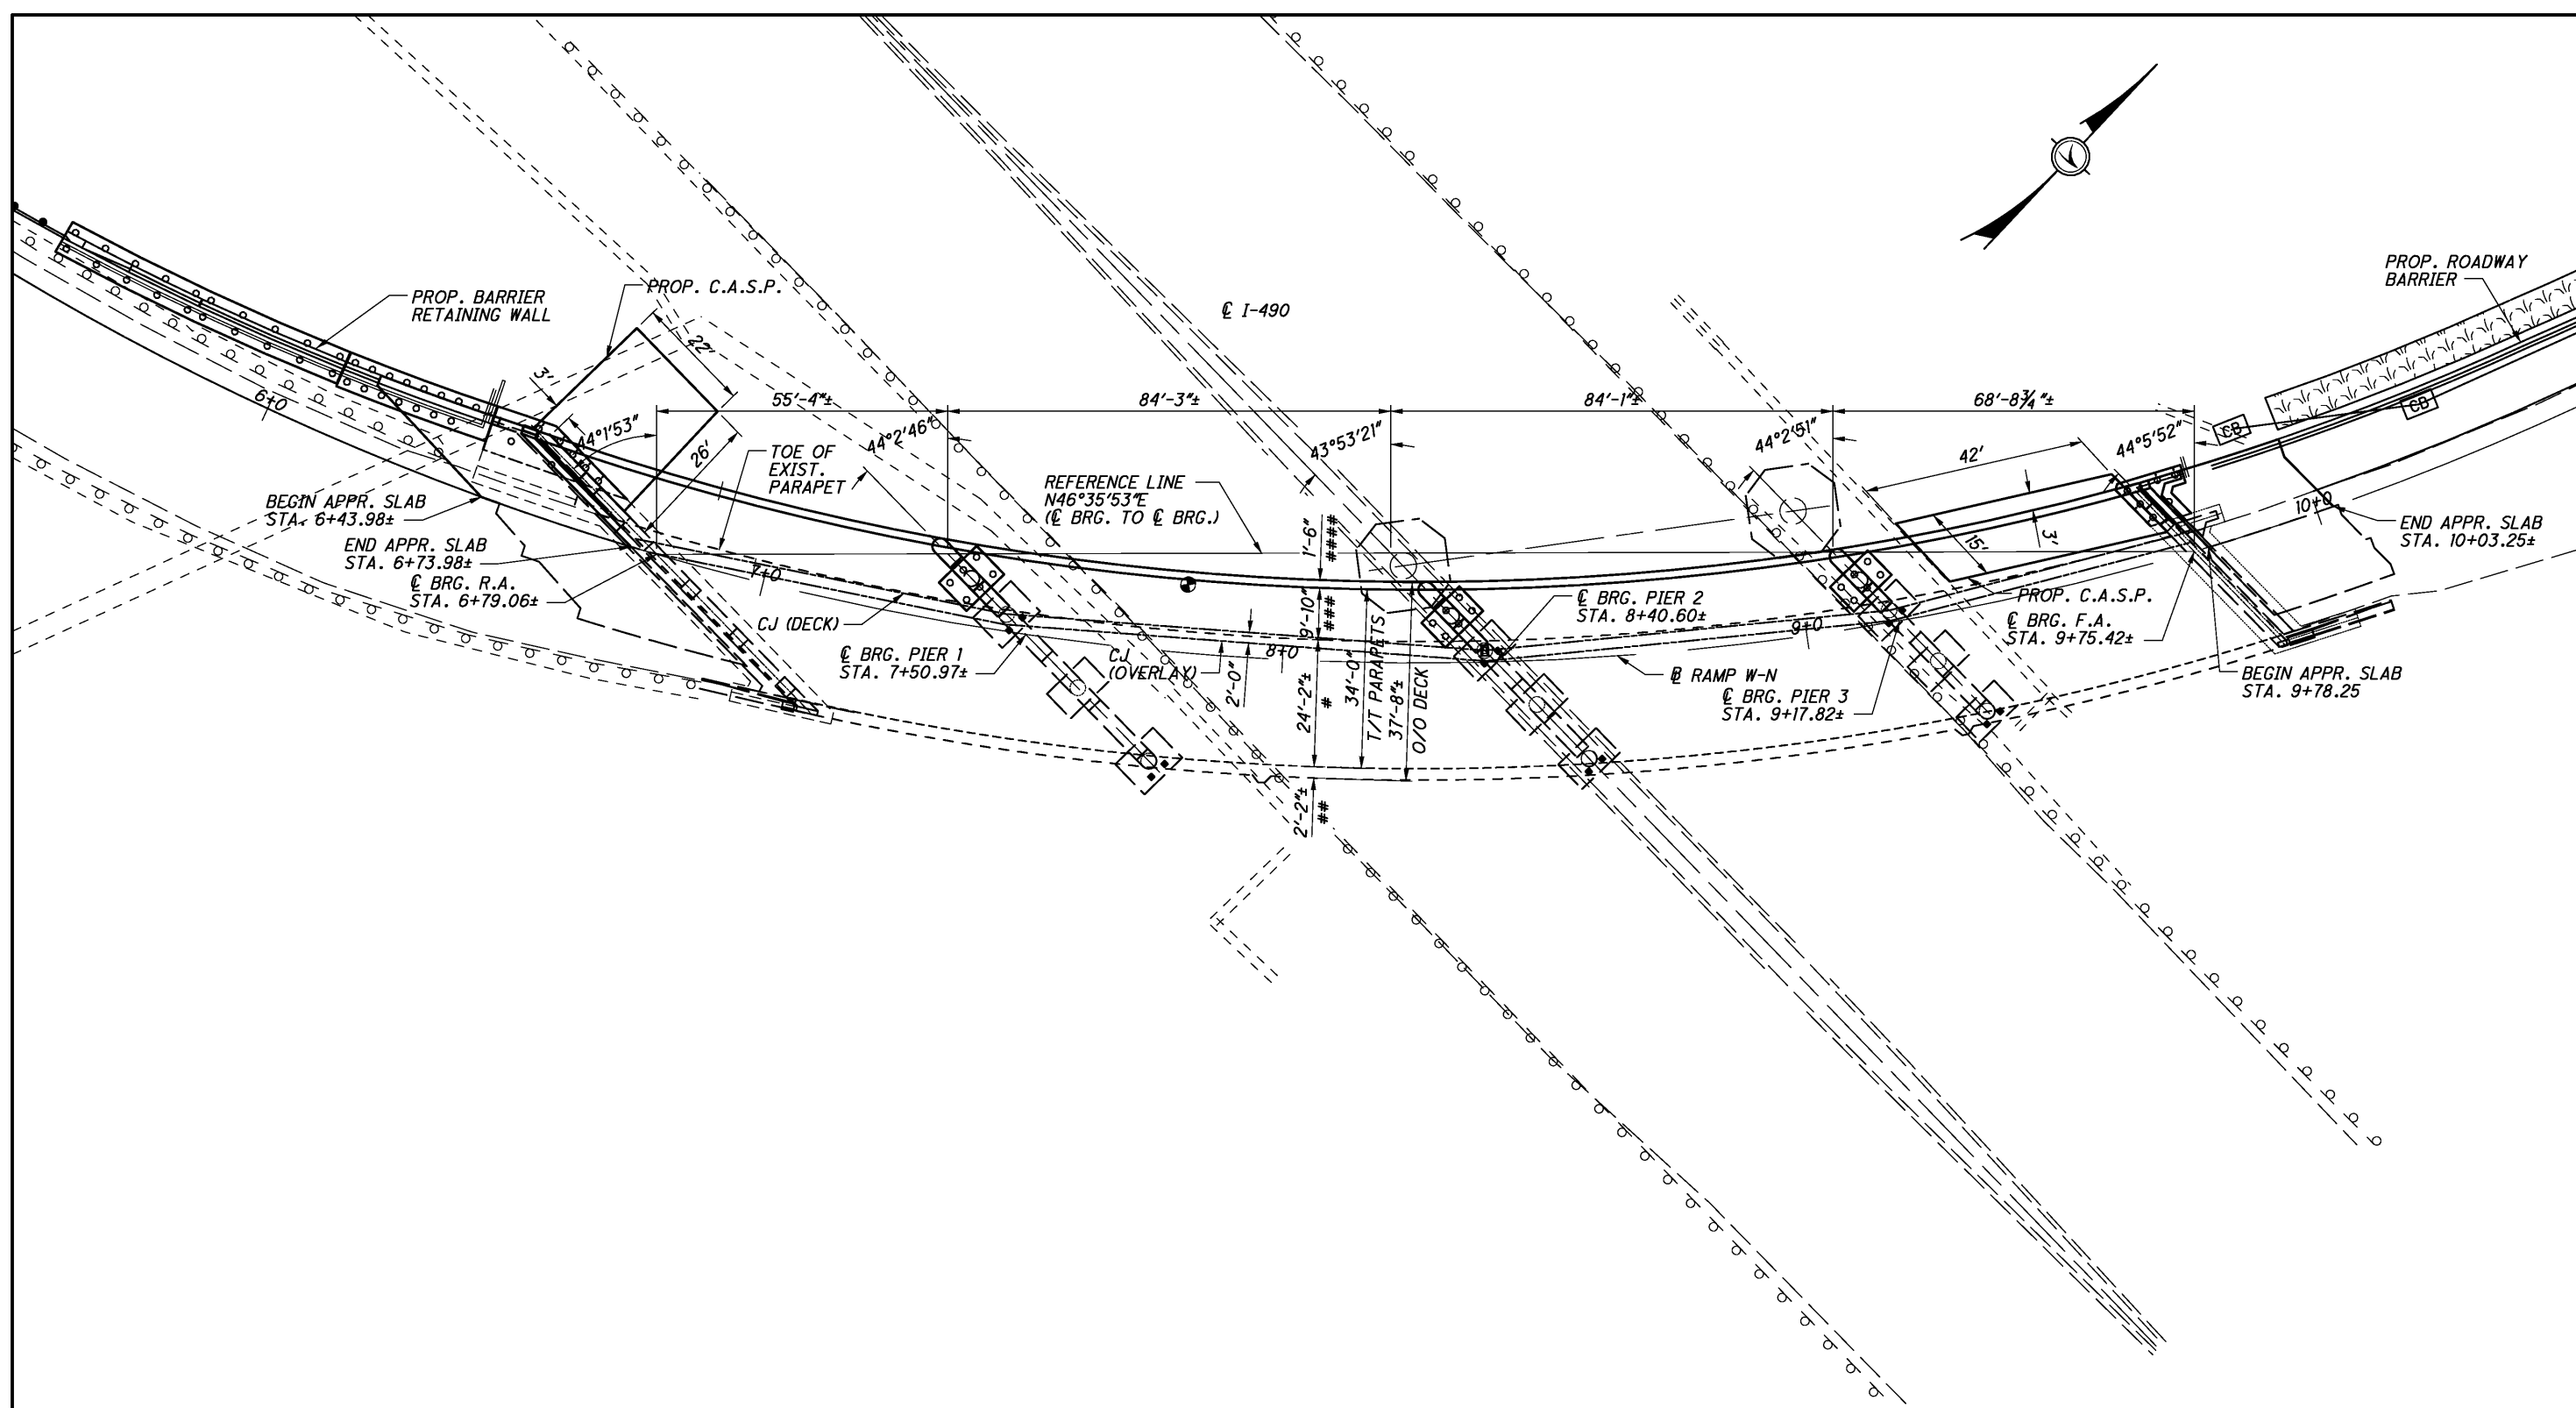 PROP. ROADWAY
BARRIER
PROP. BARRIER
RETAINING WALL
PROP. C.A.S.P.
℄ I-490
22'
3'
26'
6+0
55'-4"±
84'-3"±
84'-1"±
68'-8¾"±
44°1'53"
44°2'46"
43°53'21"
44°2'51"
44°5'52"
42'
CB
CB
TOE OF
EXIST.
PARAPET
REFERENCE LINE
N46°35'53"E
(℄ BRG. TO ℄ BRG.)
BEGIN APPR. SLAB
STA. 6+43.98±
END APPR. SLAB
STA. 6+73.98±
℄ BRG. R.A.
STA. 6+79.06±
7+0
CJ (DECK)
℄ BRG. PIER 1
STA. 7+50.97±
CJ
(OVERLAY)
8+0
2'-0"
1'-6"
####
9'-10"
###
24'-2"±
#
2'-2"±
##
34'-0"
T/T PARAPETS
37'-8"±
O/O DECK
℄ BRG. PIER 2
STA. 8+40.60±
9+0
℄ RAMP W-N
℄ BRG. PIER 3
STA. 9+17.82±
15'
3'
PROP. C.A.S.P.
℄ BRG. F.A.
STA. 9+75.42±
10+0
END APPR. SLAB
STA. 10+03.25±
BEGIN APPR. SLAB
STA. 9+78.25